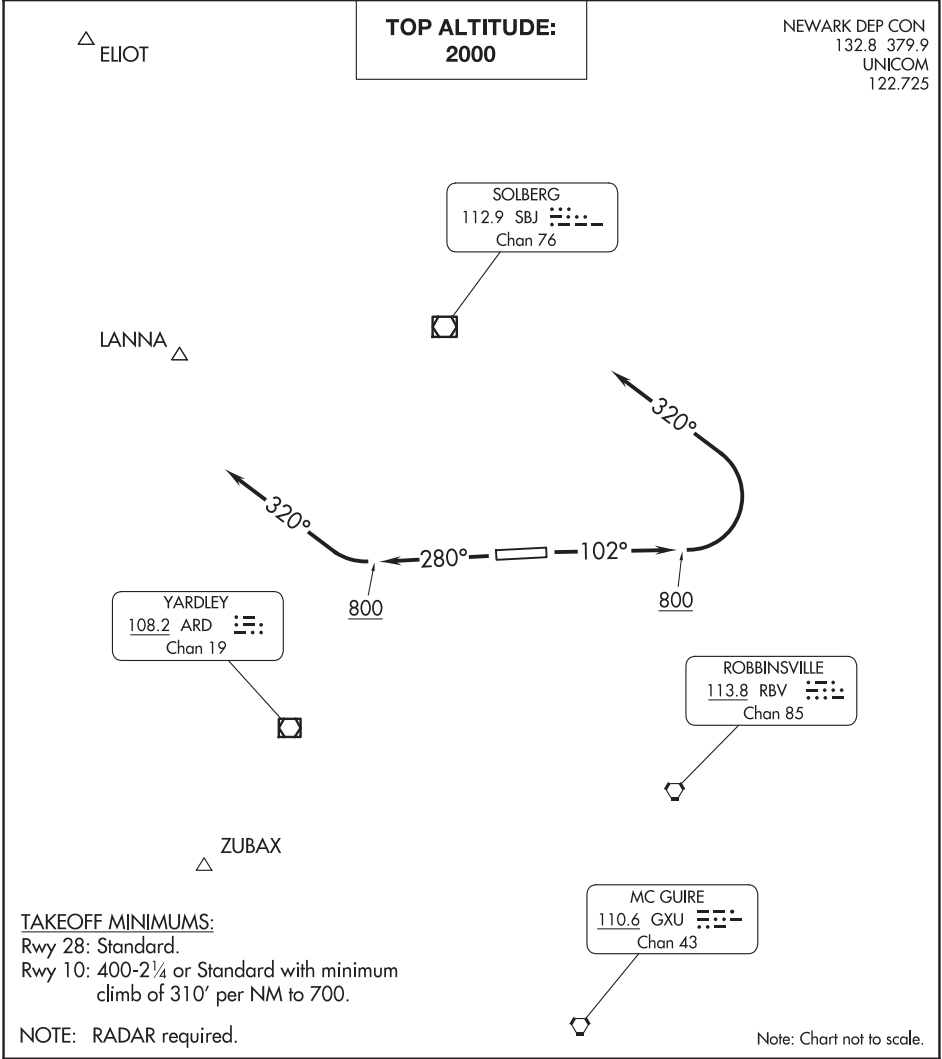 TOP ALTITUDE:
2000
NEWARK DEP CON
132.8 379.9
UNICOM
122.725
ELIOT
SOLBERG
112.9 SBJ
Chan 76
LANNA
320°
320°
280°
102°
800
800
YARDLEY
108.2 ARD
Chan 19
ROBBINSVILLE
113.8 RBV
Chan 85
ZUBAX
MC GUIRE
110.6 GXU
Chan 43
TAKEOFF MINIMUMS:
Rwy 28: Standard.
Rwy 10: 400-2¼ or Standard with minimum
climb of 310' per NM to 700.
NOTE: RADAR required.
Note: Chart not to scale.